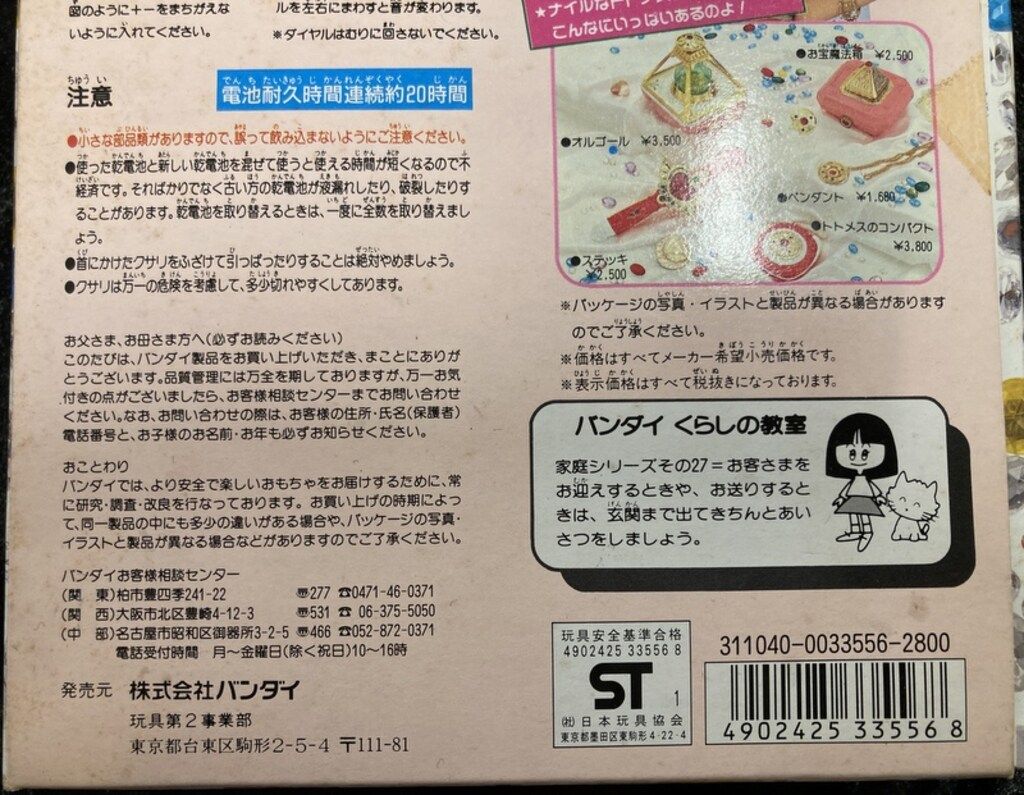 図のように+−をまちがえな
いように入れてください。
ルを左右にまわすと音が変わります。
※ダイヤルはむりに回さないでください。
注意
電池耐久時間連続約20時間
●小さな部品類がありますので、誤って飲み込まないようにご注意ください。
●使った乾電池と新しい乾電池を混ぜて使うと使える時間が短くなるので不
経済です。そればかりでなく古い方の乾電池が液漏れしたり、破裂したりす
ることがあります。乾電池を取り替えるときは、一度に全数を取り替えまし
ょう。
●首にかけたクサリをふざけて引っぱったりすることは絶対やめましょう。
●クサリは万一の危険を考慮して、多少切れやすくしてあります。
お父さま、お母さま方へ(必ずお読みください)
このたびは、バンダイ製品をお買い上げいただき、まことにありが
とうございます。品質管理には万全を期しておりますが、万一お気
付きの点がございましたら、お客様相談センターまでお問い合わせ
ください。なお、お問い合わせの際は、お客様の住所・氏名(保護者)
電話番号と、お子様のお名前・お年も必ずお知らせください。
おことわり
バンダイでは、より安全で楽しいおもちゃをお届けするために、常
に研究・調査・改良を行なっております。お買い上げの時期によっ
て、同一製品の中にも多少の違いがある場合や、パッケージの写真・
イラストと製品が異なる場合などがありますのでご了承ください。
バンダイお客様相談センター
(関 東)柏市豊四季241-22 〠277 ☎0471-46-0371
(関 西)大阪市北区豊崎4-12-3 〠531 ☎06-375-5050
(中 部)名古屋市昭和区御器所3-2-5 〠466 ☎052-872-0371
電話受付時間 月〜金曜日(除く祝日)10〜16時
発売元 株式会社バンダイ
玩具第2事業部
東京都台東区駒形2-5-4 〒111-81
★ナイルなド
こんなにいっぱいあるのよ!
●お宝魔法箱 ¥2.500
●オルゴール ¥3,500
●ペンダント ¥1.680
●トトメスのコンパクト
¥3,800
●ステッキ
¥2.500
※パッケージの写真・イラストと製品が異なる場合があります
のでご了承ください。
※価格はすべてメーカー希望小売価格です。
※表示価格はすべて税抜きになっております。
バンダイ くらしの教室
家庭シリーズその27=お客さまを
お迎えするときや、お送りすると
きは、玄関まで出てきちんとあい
さつをしましょう。
玩具安全基準合格
4902425 33556 8
ST 1
(社)日本玩具協会
東京都墨田区東駒形4-22-4
311040-0033556-2800
4902425 335568